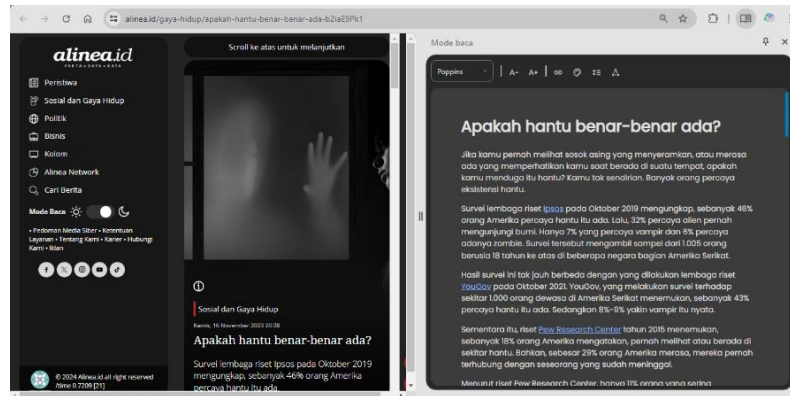 alinea.id/gaya-hidup/apakah-hantu-benar-benar-ada-b2iaE9Pk1
alinea.id
FAKTA • DATA • KATA
Peristiwa
Sosial dan Gaya Hidup
Politik
Bisnis
Kolom
Alinea Network
Cari Berita
Mode Baca
• Pedoman Media Siber • Ketentuan
Layanan • Tentang Kami • Karier • Hubungi
Kami • Iklan
© 2024 Alinea.id all right reserved
/time 0.7209 [21]
Scroll ke atas untuk melanjutkan
Sosial dan Gaya Hidup
Kamis, 16 November 2023 20:28
Apakah hantu benar-benar ada?
Survei lembaga riset Ipsos pada Oktober 2019
mengungkap, sebanyak 46% orang Amerika
percaya hantu itu ada.
Mode baca
Poppins
A- A+
Apakah hantu benar-benar ada?
Jika kamu pernah melihat sosok asing yang menyeramkan, atau merasa
ada yang memperhatikan kamu saat berada di suatu tempat, apakah
kamu menduga itu hantu? Kamu tak sendirian. Banyak orang percaya
eksistensi hantu.
Survei lembaga riset Ipsos pada Oktober 2019 mengungkap, sebanyak 46%
orang Amerika percaya hantu itu ada. Lalu, 32% percaya alien pernah
mengunjungi bumi. Hanya 7% yang percaya vampir dan 6% percaya
adanya zombie. Survei tersebut mengambil sampel dari 1.005 orang
berusia 18 tahun ke atas di beberapa negara bagian Amerika Serikat.
Hasil survei ini tak jauh berbeda dengan yang dilakukan lembaga riset
YouGov pada Oktober 2021. YouGov, yang melakukan survei terhadap
sekitar 1.000 orang dewasa di Amerika Serikat menemukan, sebanyak 43%
percaya hantu itu ada. Sedangkan 8%-9% yakin vampir itu nyata.
Sementara itu, riset Pew Research Center tahun 2015 menemukan,
sebanyak 18% orang Amerika mengatakan, pernah melihat atau berada di
sekitar hantu. Bahkan, sebesar 29% orang Amerika merasa, mereka pernah
terhubung dengan seseorang yang sudah meninggal.
Menurut riset Pew Research Center, hanya 11% orang yang sering